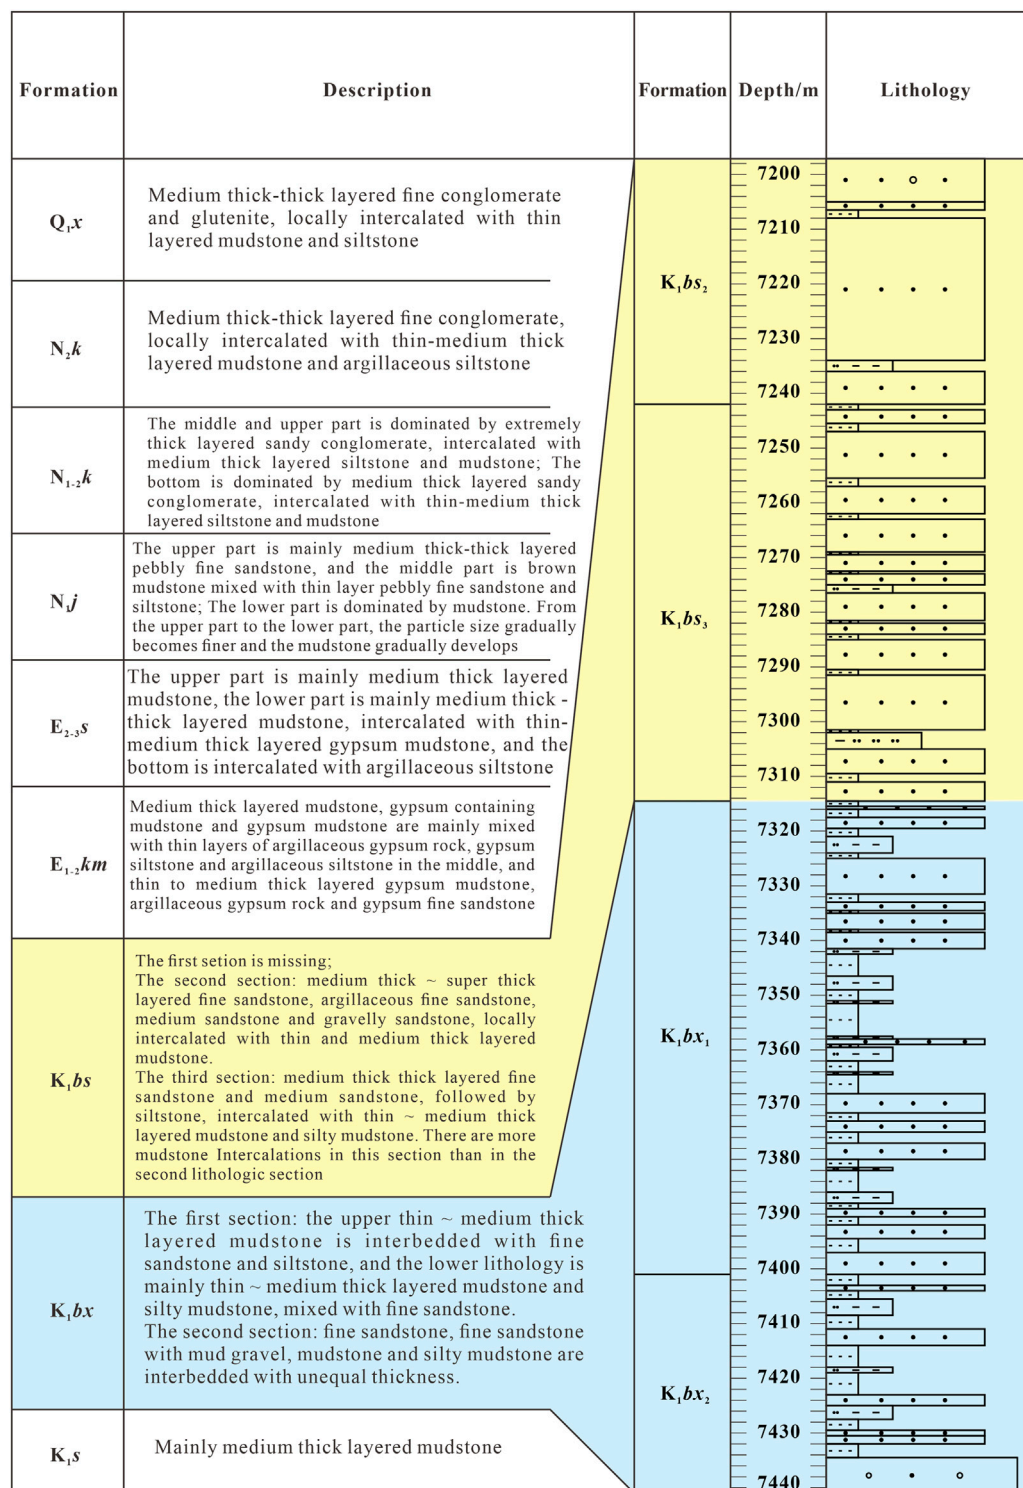 Formation
Description
Formation
Depth/m
Lithology
Q₁x
Medium thick-thick layered fine conglomerate
and glutenite, locally intercalated with thin
layered mudstone and siltstone
N₂k
Medium thick-thick layered fine conglomerate,
locally intercalated with thin-medium thick
layered mudstone and argillaceous siltstone
N₁₋₂k
The middle and upper part is dominated by extremely
thick layered sandy conglomerate, intercalated with
medium thick layered siltstone and mudstone; The
bottom is dominated by medium thick layered sandy
conglomerate, intercalated with thin-medium thick
layered siltstone and mudstone
N₁j
The upper part is mainly medium thick-thick layered
pebbly fine sandstone, and the middle part is brown
mudstone mixed with thin layer pebbly fine sandstone and
siltstone; The lower part is dominated by mudstone. From
the upper part to the lower part, the particle size gradually
becomes finer and the mudstone gradually develops
E₂₋₃s
The upper part is mainly medium thick layered
mudstone, the lower part is mainly medium thick -
thick layered mudstone, intercalated with thin-
medium thick layered gypsum mudstone, and the
bottom is intercalated with argillaceous siltstone
E₁₋₂km
Medium thick layered mudstone, gypsum containing
mudstone and gypsum mudstone are mainly mixed
with thin layers of argillaceous gypsum rock, gypsum
siltstone and argillaceous siltstone in the middle, and
thin to medium thick layered gypsum mudstone,
argillaceous gypsum rock and gypsum fine sandstone
K₁bs
The first setion is missing;
The second section: medium thick ~ super thick
layered fine sandstone, argillaceous fine sandstone,
medium sandstone and gravelly sandstone, locally
intercalated with thin and medium thick layered
mudstone.
The third section: medium thick thick layered fine
sandstone and medium sandstone, followed by
siltstone, intercalated with thin ~ medium thick
layered mudstone and silty mudstone. There are more
mudstone Intercalations in this section than in the
second lithologic section
K₁bx
The first section: the upper thin ~ medium thick
layered mudstone is interbedded with fine
sandstone and siltstone, and the lower lithology is
mainly thin ~ medium thick layered mudstone and
silty mudstone, mixed with fine sandstone.
The second section: fine sandstone, fine sandstone
with mud gravel, mudstone and silty mudstone are
interbedded with unequal thickness.
K₁s
Mainly medium thick layered mudstone
K₁bs₂
K₁bs₃
K₁bx₁
K₁bx₂
7200
7210
7220
7230
7240
7250
7260
7270
7280
7290
7300
7310
7320
7330
7340
7350
7360
7370
7380
7390
7400
7410
7420
7430
7440